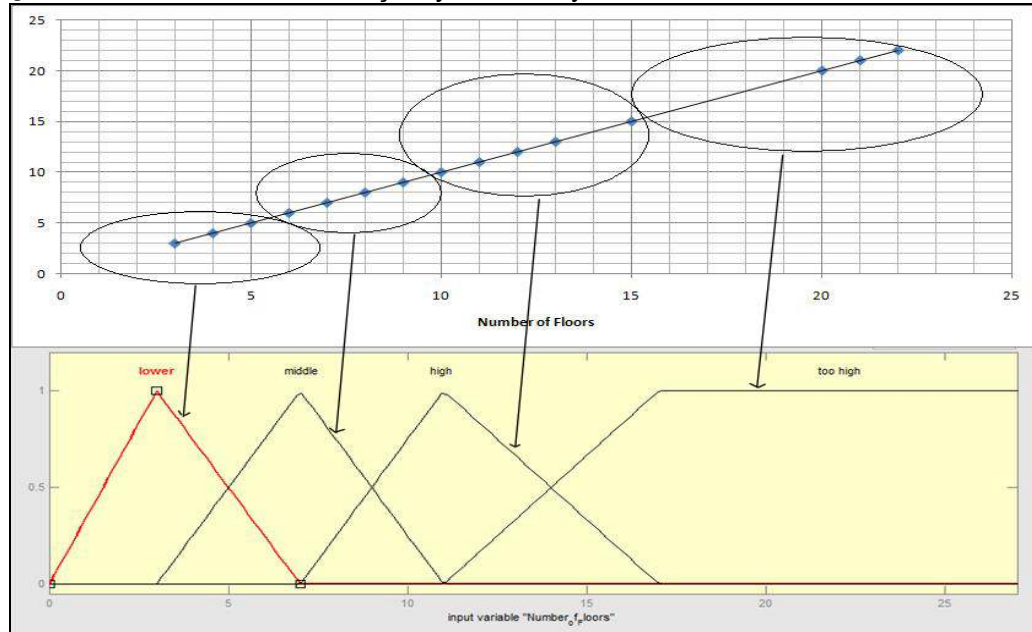 25
20
15
10
5
0
0 5 10 15 20 25
Number of Floors
lower middle high too high
1
0.5
0
0 5 10 15 20 25
input variable "Number_of_Floors"